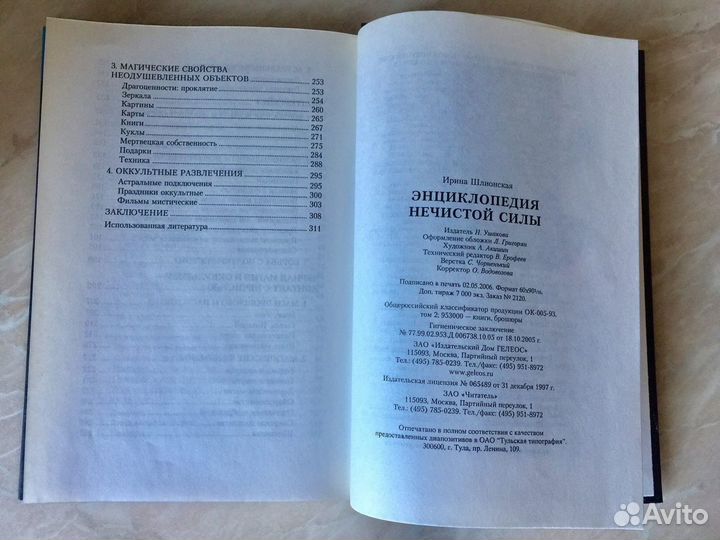 3. МАГИЧЕСКИЕ СВОЙСТВА
НЕОДУШЕВЛЕННЫХ ОБЪЕКТОВ 253
Драгоценности: проклятие 253
Зеркала 254
Картины 260
Карты 265
Книги 267
Куклы 271
Мертвецкая собственность 275
Подарки 284
Техника 288
4. ОККУЛЬТНЫЕ РАЗВЛЕЧЕНИЯ 295
Астральные подключения 295
Праздники оккультные 300
Фильмы мистические 303
ЗАКЛЮЧЕНИЕ 308
Использованная литература 311
Ирина Шлионская
ЭНЦИКЛОПЕДИЯ
НЕЧИСТОЙ СИЛЫ
Издатель Н. Ушакова
Оформление обложки Л. Григорян
Художник А. Акишин
Технический редактор В. Ерофеев
Верстка С. Чорненький
Корректор О. Водовозова
Подписано в печать 02.05.2006. Формат 60х90¹/₁₆.
Доп. тираж 7 000 экз. Заказ № 2120.
Общероссийский классификатор продукции ОК-005-93,
том 2; 953000 — книги, брошюры
Гигиеническое заключение
№ 77.99.02.953.Д.006738.10.05 от 18.10.2005 г.
ЗАО «Издательский Дом ГЕЛЕОС»
115093, Москва, Партийный переулок, 1
Тел.: (495) 785-0239. Тел./факс: (495) 951-8972
www.geleos.ru
Издательская лицензия № 065489 от 31 декабря 1997 г.
ЗАО «Читатель»
115093, Москва, Партийный переулок, 1
Тел.: (495) 785-0239. Тел./факс: (495) 951-8972
Отпечатано в полном соответствии с качеством
предоставленных диапозитивов в ОАО "Тульская типография".
300600, г. Тула, пр. Ленина, 109.
Avito